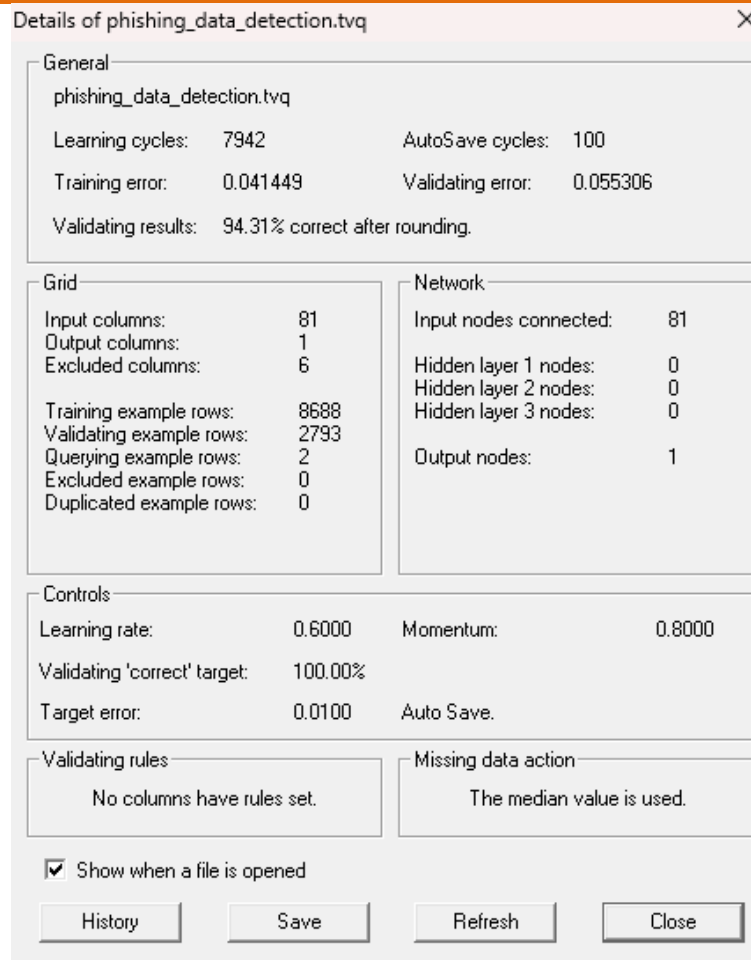 Details of phishing_data_detection.tvq
General
phishing_data_detection.tvq
Learning cycles: 7942 AutoSave cycles: 100
Training error: 0.041449 Validating error: 0.055306
Validating results: 94.31% correct after rounding.
Grid
Input columns: 81
Output columns: 1
Excluded columns: 6
Training example rows: 8688
Validating example rows: 2793
Querying example rows: 2
Excluded example rows: 0
Duplicated example rows: 0
Network
Input nodes connected: 81
Hidden layer 1 nodes: 0
Hidden layer 2 nodes: 0
Hidden layer 3 nodes: 0
Output nodes: 1
Controls
Learning rate: 0.6000 Momentum: 0.8000
Validating 'correct' target: 100.00%
Target error: 0.0100 Auto Save.
Validating rules
No columns have rules set.
Missing data action
The median value is used.
Show when a file is opened
History Save Refresh Close